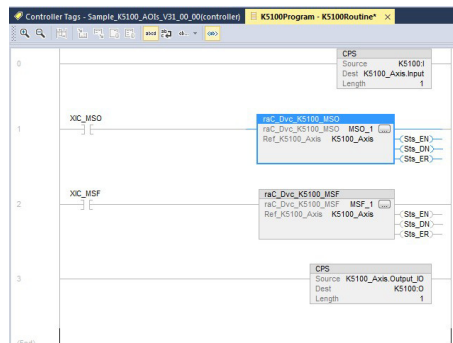 Controller Tags - Sample_K5100_AOIs_V31_00_00(controller) K5100Program - K5100Routine* ×
0
CPS
Source K5100:I
Dest K5100_Axis.Input
Length 1
1
XIC_MSO
raC_Dvc_K5100_MSO
raC_Dvc_K5100_MSO MSO_1 ...
Ref_K5100_Axis K5100_Axis
Sts_EN
Sts_DN
Sts_ER
2
XIC_MSF
raC_Dvc_K5100_MSF
raC_Dvc_K5100_MSF MSF_1 ...
Ref_K5100_Axis K5100_Axis
Sts_EN
Sts_DN
Sts_ER
3
CPS
Source K5100_Axis.Output_IO
Dest K5100:O
Length 1
(End)